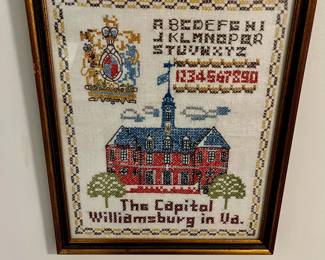 ABCDEFGHI
JKLMNOPQR
STUVWXYZ
1234567890
The Capitol
Williamsburg in Va.